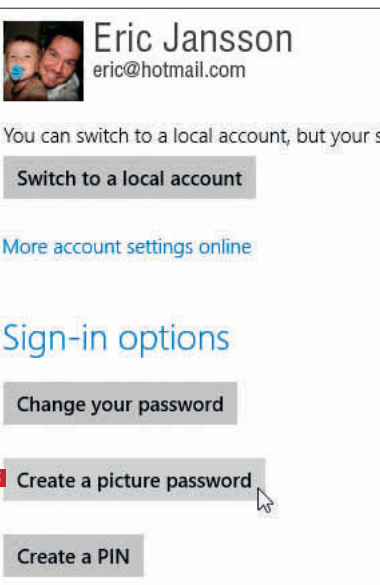 Eric Jansson
eric@hotmail.com
You can switch to a local account, but your s
Switch to a local account
More account settings online
Sign-in options
Change your password
Create a picture password
Create a PIN